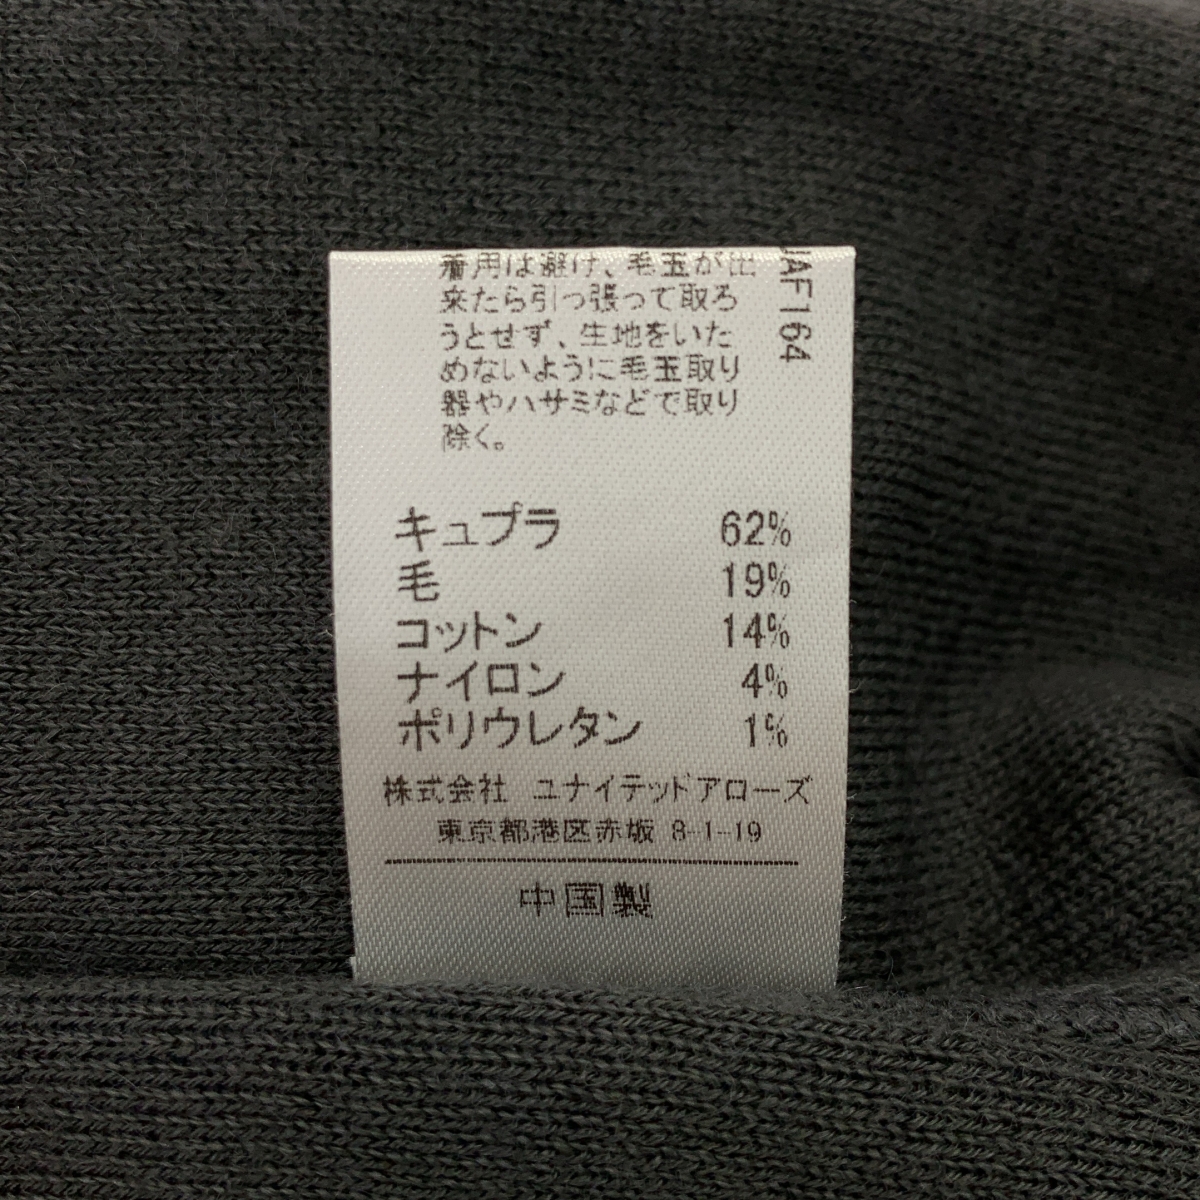 着用は避け、毛玉が出
来たら引っ張って取ろ
うとせず、生地をいた
めないように毛玉取り
器やハサミなどで取り
除く。
キュプラ 62%
毛 19%
コットン 14%
ナイロン 4%
ポリウレタン 1%
株式会社 ユナイテッドアローズ
東京都港区赤坂 8-1-19
中国製
UAF164